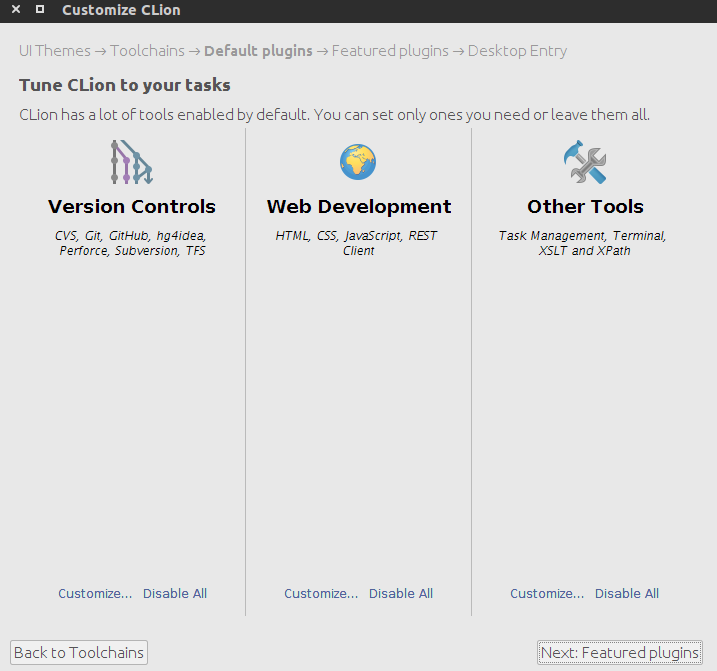 Customize CLion
UI Themes → Toolchains → Default plugins → Featured plugins → Desktop Entry
Tune CLion to your tasks
CLion has a lot of tools enabled by default. You can set only ones you need or leave them all.
Version Controls
CVS, Git, GitHub, hg4idea,
Perforce, Subversion, TFS
Customize... Disable All
Web Development
HTML, CSS, JavaScript, REST
Client
Customize... Disable All
Other Tools
Task Management, Terminal,
XSLT and XPath
Customize... Disable All
Back to Toolchains
Next: Featured plugins